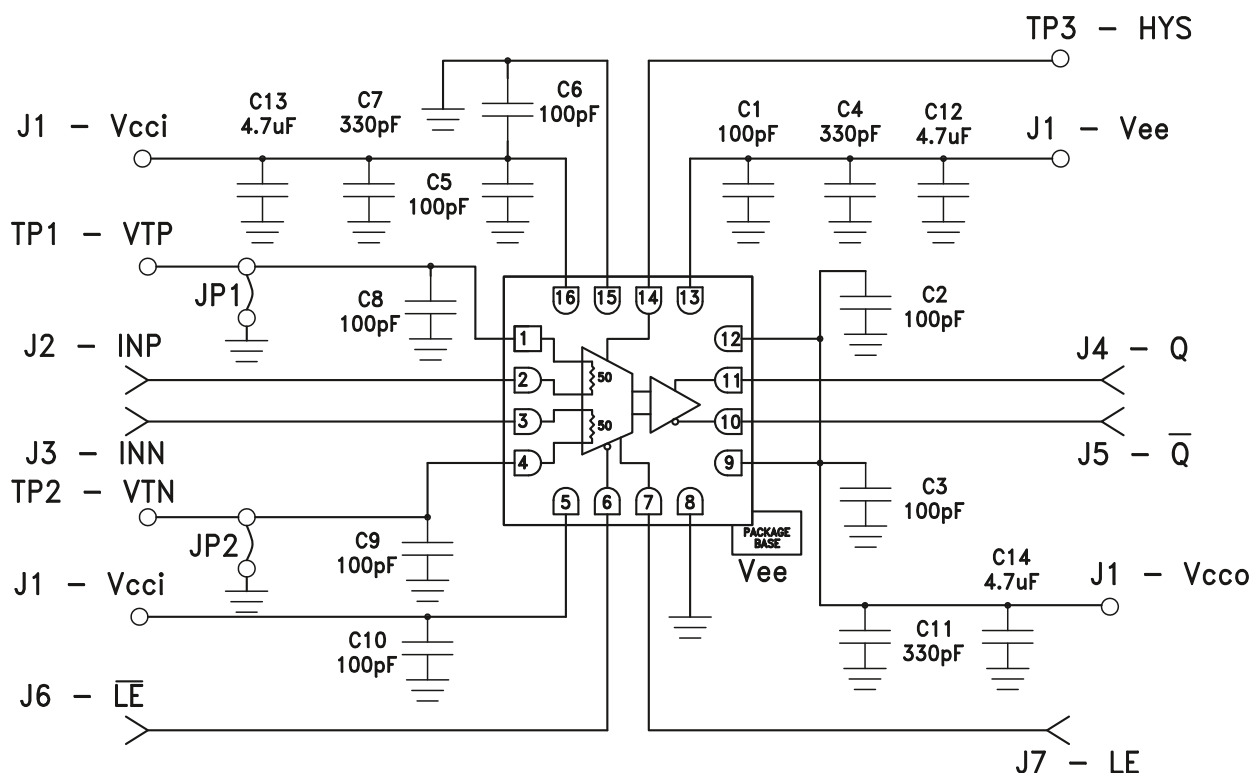 TP3 - HYS
C13
4.7uF
C7
330pF
C6
100pF
C1
100pF
C4
330pF
C12
4.7uF
J1 - Vcci
J1 - Vee
C5
100pF
TP1 - VTP
JP1
C8
100pF
16 15 14 13
C2
100pF
J2 - INP
1
2
3
4
50
50
12
11
10
9
J4 - Q
J3 - INN
J5 - Q̅
TP2 - VTN
C3
100pF
5 6 7 8
JP2
C9
100pF
PACKAGE
BASE
Vee
J1 - Vcci
C14
4.7uF
J1 - Vcco
C10
100pF
C11
330pF
J6 - L̅E̅
J7 - LE